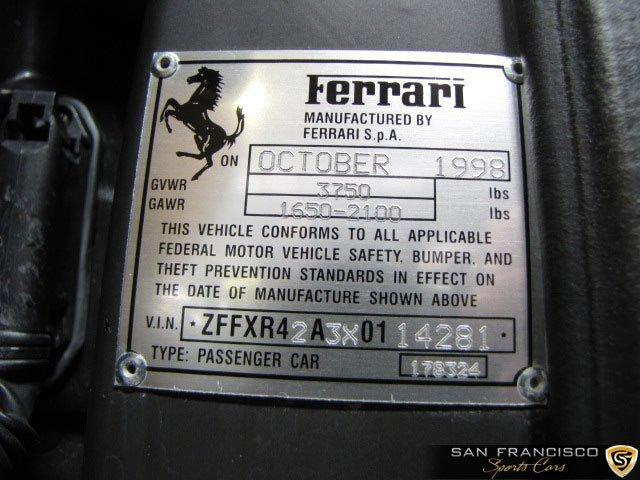 Ferrari
MANUFACTURED BY
FERRARI S.p.A.
ON OCTOBER 1998
GVWR 3750 lbs
GAWR 1650-2100 lbs
THIS VEHICLE CONFORMS TO ALL APPLICABLE
FEDERAL MOTOR VEHICLE SAFETY, BUMPER, AND
THEFT PREVENTION STANDARDS IN EFFECT ON
THE DATE OF MANUFACTURE SHOWN ABOVE
V.I.N. *ZFFXR42A3X0114281*
TYPE: PASSENGER CAR 178324
SAN FRANCISCO
Sports Cars